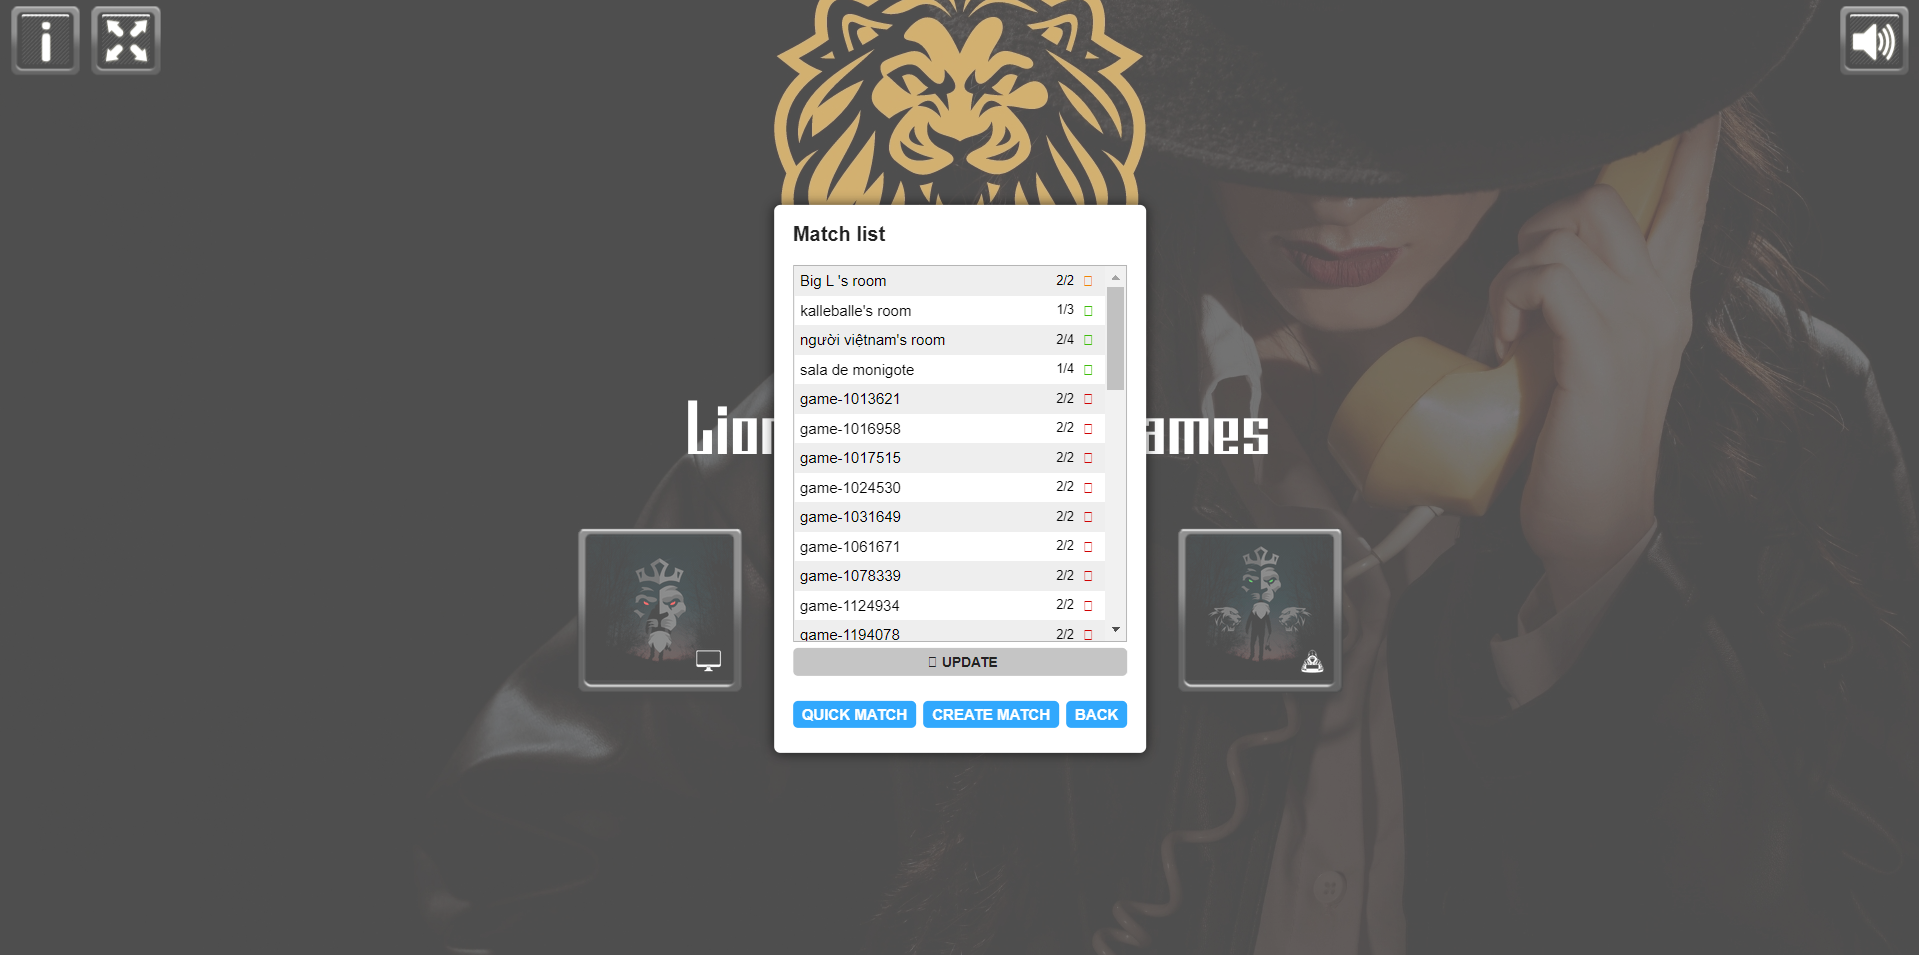 Match list
Big L 's room 2/2
kalleballe's room 1/3
người việtnam's room 2/4
sala de monigote 1/4
game-1013621 2/2
game-1016958 2/2
game-1017515 2/2
game-1024530 2/2
game-1031649 2/2
game-1061671 2/2
game-1078339 2/2
game-1124934 2/2
game-1194078 2/2
UPDATE
QUICK MATCH CREATE MATCH BACK